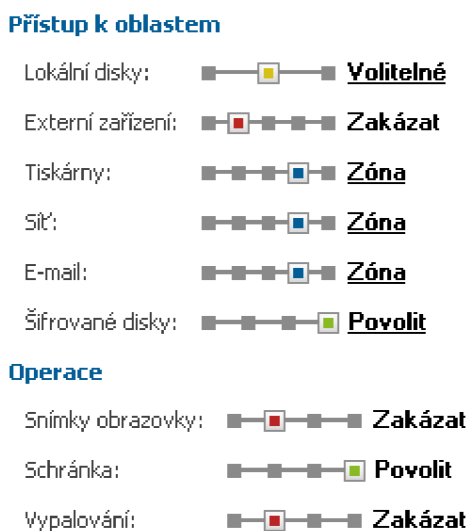 Přístup k oblastem
Lokální disky: Volitelné
Externí zařízení: Zakázat
Tiskárny: Zóna
Síť: Zóna
E-mail: Zóna
Šifrované disky: Povolit
Operace
Snímky obrazovky: Zakázat
Schránka: Povolit
Vypalování: Zakázat